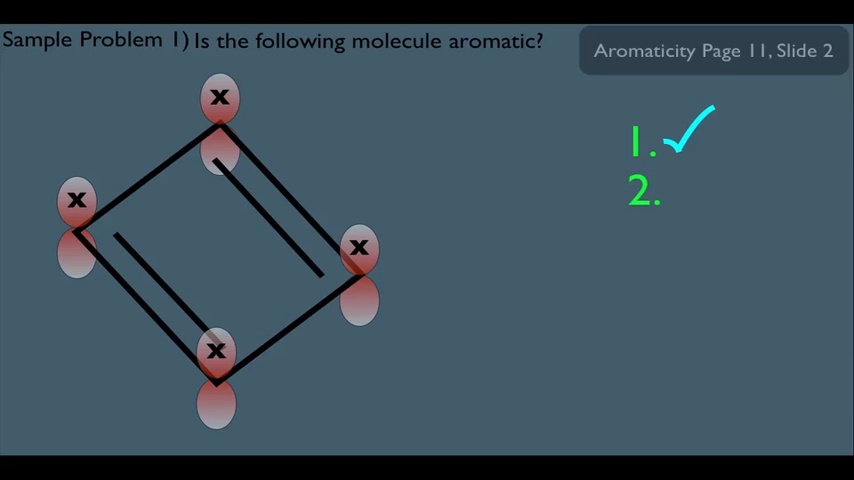 Sample Problem 1) Is the following molecule aromatic?
Aromaticity Page 11, Slide 2
x
1.
x
2.
x
x